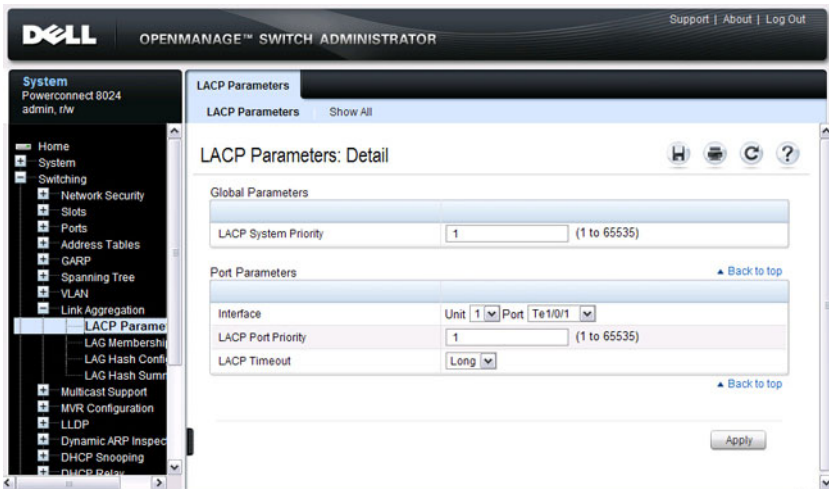 Support | About | Log Out
DELL OPENMANAGE™ SWITCH ADMINISTRATOR
System
Powerconnect 8024
admin, r/w
Home
System
Switching
Network Security
Slots
Ports
Address Tables
GARP
Spanning Tree
VLAN
Link Aggregation
LACP Parame
LAG Membershi
LAG Hash Confi
LAG Hash Summ
Multicast Support
MVR Configuration
LLDP
Dynamic ARP Inspec
DHCP Snooping
DHCP Relay
LACP Parameters
LACP Parameters Show All
LACP Parameters: Detail
Global Parameters
LACP System Priority 1 (1 to 65535)
Port Parameters ▲ Back to top
Interface Unit 1 Port Te1/0/1
LACP Port Priority 1 (1 to 65535)
LACP Timeout Long
▲ Back to top
Apply